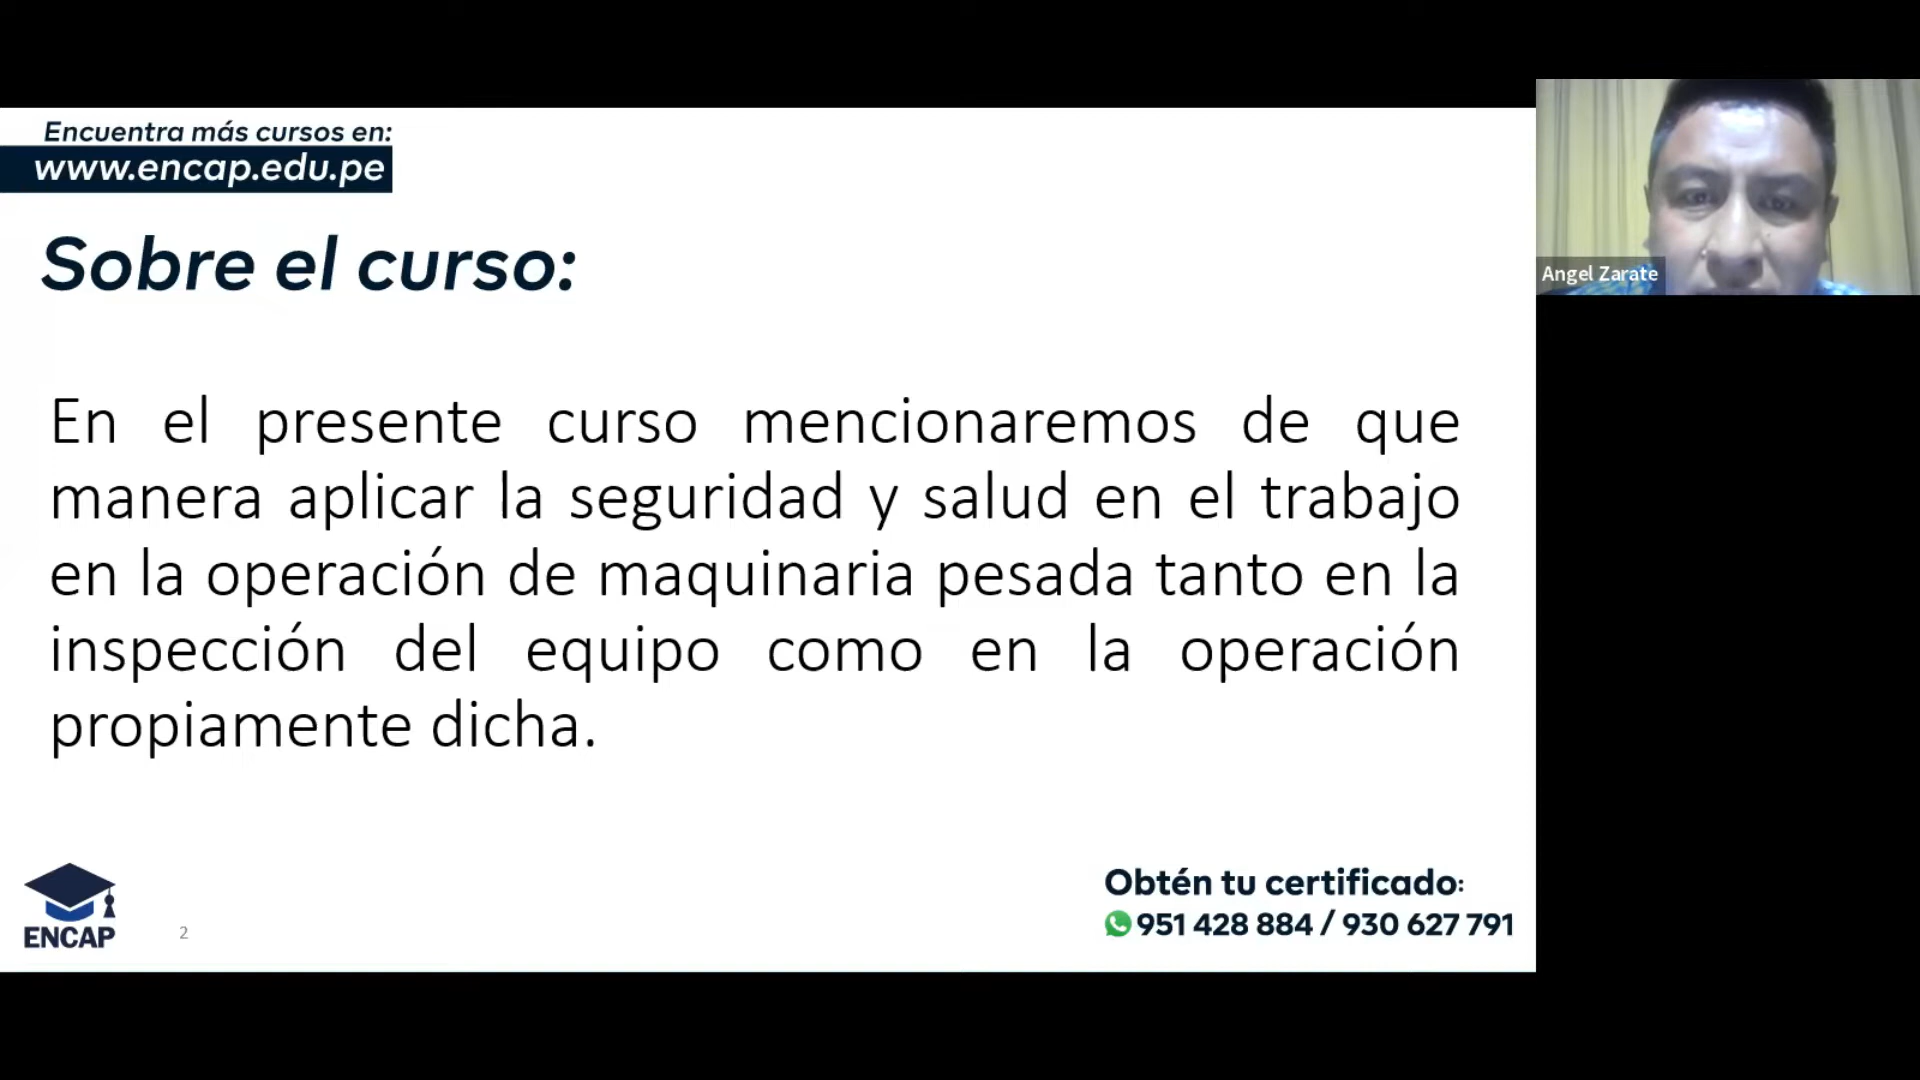 Encuentra más cursos en:
www.encap.edu.pe
Sobre el curso:
En el presente curso mencionaremos de que
manera aplicar la seguridad y salud en el trabajo
en la operación de maquinaria pesada tanto en la
inspección del equipo como en la operación
propiamente dicha.
ENCAP
2
Obtén tu certificado:
951 428 884 / 930 627 791
Angel Zarate